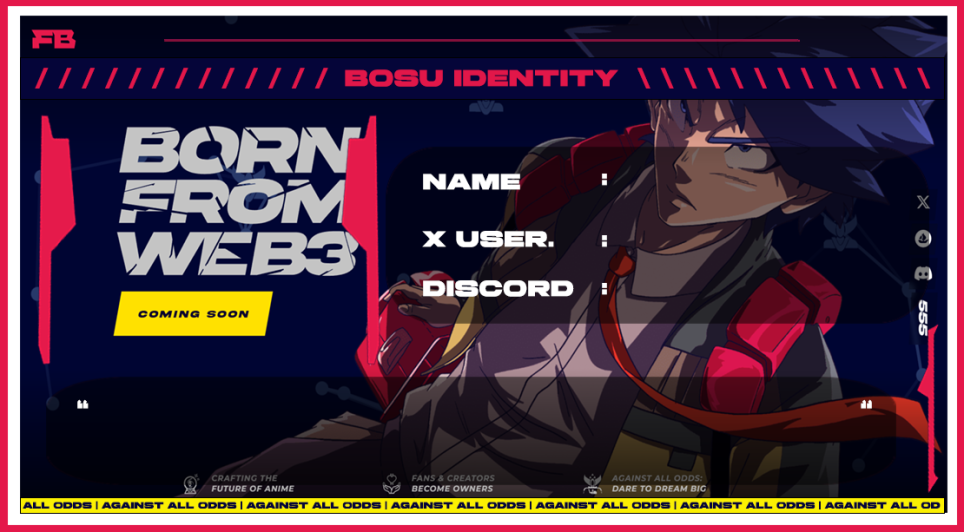 FB
BOSU IDENTITY
BORN
FROM
WEB3
COMING SOON
NAME :
X USER. :
DISCORD :
555
“ ”
CRAFTING THE
FUTURE OF ANIME
FANS & CREATORS
BECOME OWNERS
AGAINST ALL ODDS:
DARE TO DREAM BIG
ALL ODDS | AGAINST ALL ODDS | AGAINST ALL ODDS | AGAINST ALL ODDS | AGAINST ALL ODDS | AGAINST ALL ODDS | AGAINST ALL OD